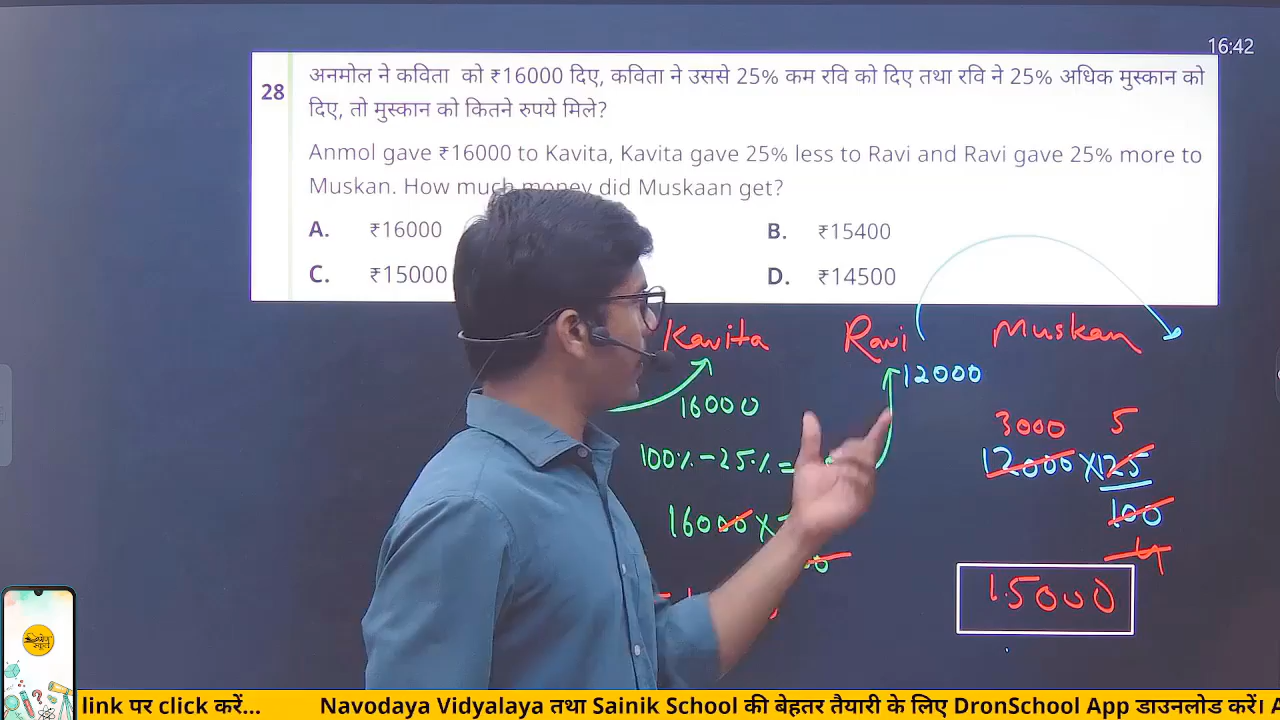 16:42
28
अनमोल ने कविता को ₹16000 दिए, कविता ने उससे 25% कम रवि को दिए तथा रवि ने 25% अधिक मुस्कान को
दिए, तो मुस्कान को कितने रुपये मिले?
Anmol gave ₹16000 to Kavita, Kavita gave 25% less to Ravi and Ravi gave 25% more to
Muskan. How much money did Muskaan get?
A. ₹16000 B. ₹15400
C. ₹15000 D. ₹14500
Kavita Ravi Muskan
12000
16000
3000 5
100%-25%=
12000×125
100
16000×
4
15000
link पर click करें... Navodaya Vidyalaya तथा Sainik School की बेहतर तैयारी के लिए DronSchool App डाउनलोड करें।